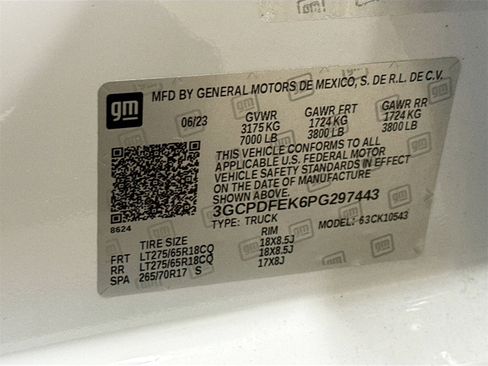 gm
MFD BY GENERAL MOTORS DE MEXICO, S. DE R.L. DE C.V.
06/23 GVWR GAWR FRT GAWR RR
3175 KG 1724 KG 1724 KG
7000 LB 3800 LB 3800 LB
THIS VEHICLE CONFORMS TO ALL
APPLICABLE U.S. FEDERAL MOTOR
VEHICLE SAFETY STANDARDS IN EFFECT
ON THE DATE OF MANUFACTURE
SHOWN ABOVE.
3GCPDFEK6PG297443
8624
TYPE: TRUCK MODEL: 63CK10543
TIRE SIZE RIM
FRT LT275/65R18CQ 18X8.5J
RR LT275/65R18CQ 18X8.5J
SPA 265/70R17 S 17X8J